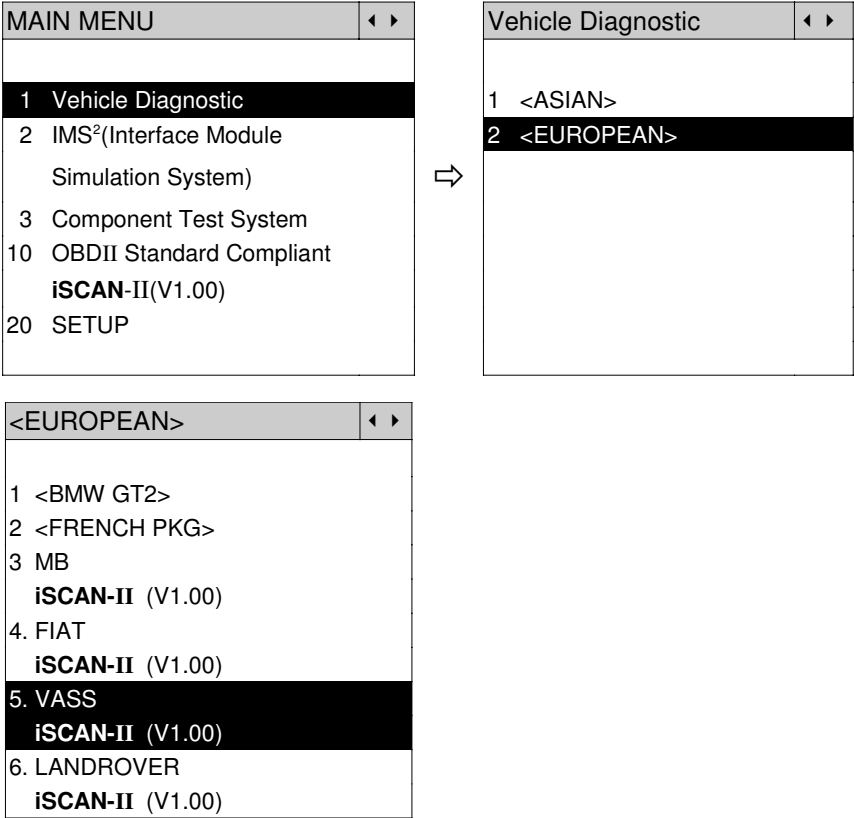 MAIN MENU
1 Vehicle Diagnostic
2 IMS²(Interface Module
Simulation System)
3 Component Test System
10 OBDII Standard Compliant
iSCAN-II(V1.00)
20 SETUP
Vehicle Diagnostic
1 <ASIAN>
2 <EUROPEAN>
<EUROPEAN>
1 <BMW GT2>
2 <FRENCH PKG>
3 MB
iSCAN-II (V1.00)
4. FIAT
iSCAN-II (V1.00)
5. VASS
iSCAN-II (V1.00)
6. LANDROVER
iSCAN-II (V1.00)